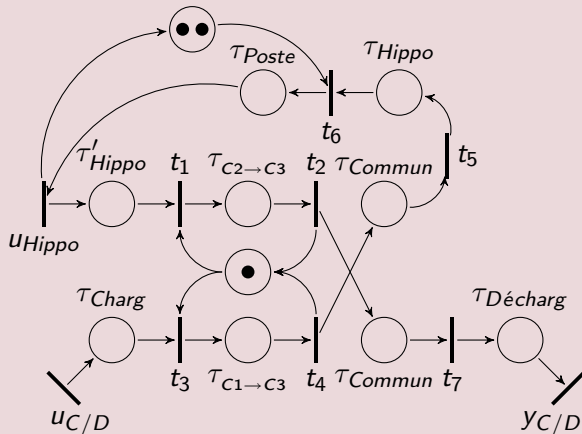 τPoste
τHippo
t6
τ'Hippo
t1
τC2→C3
t2
τCommun
t5
uHippo
τCharg
τDécharg
t3
τC1→C3
t4
τCommun
t7
uC/D
yC/D